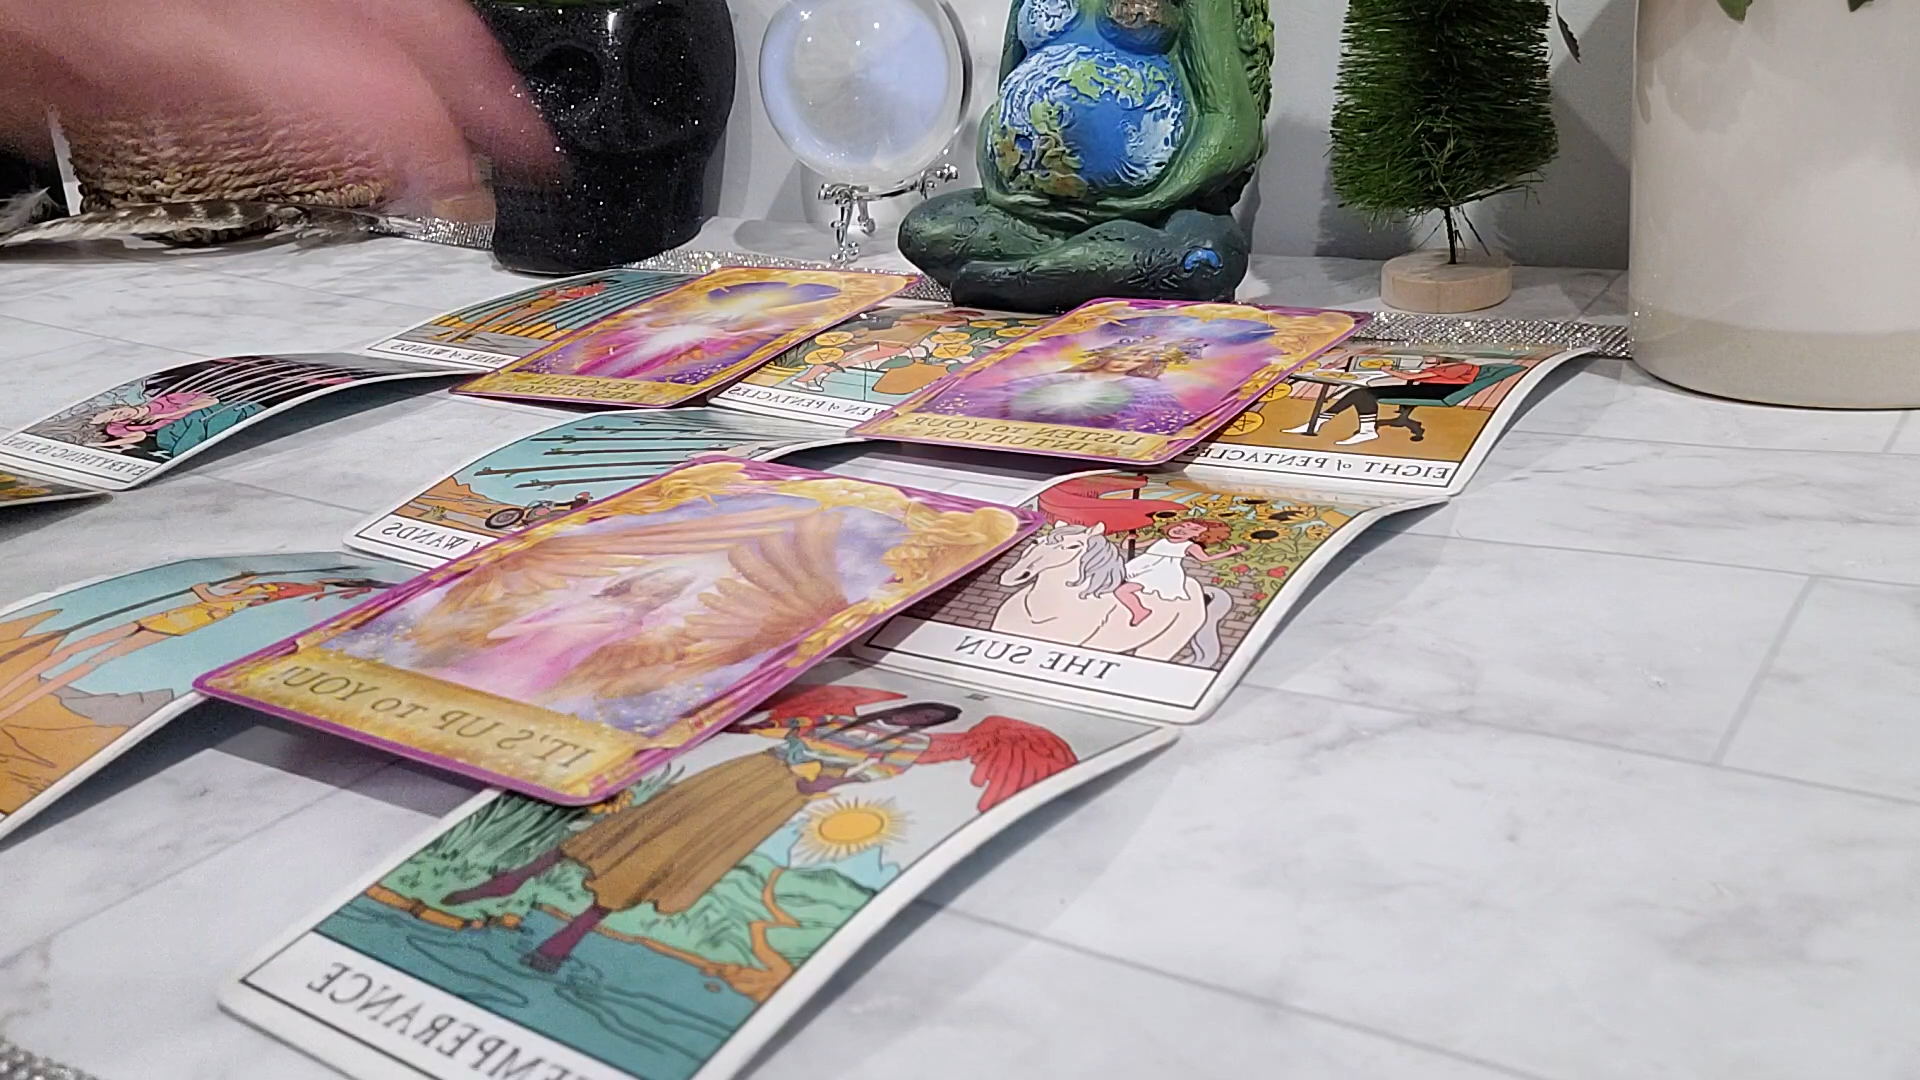 NINE of WANDS
PEACEFUL
EN of PENTACLES
LISTEN TO YOUR
INTUITION
EIGHT of PENTACLES
EVERYTHING IS FINE
WANDS
THE SUN
IT'S UP TO YOU!
TEMPERANCE